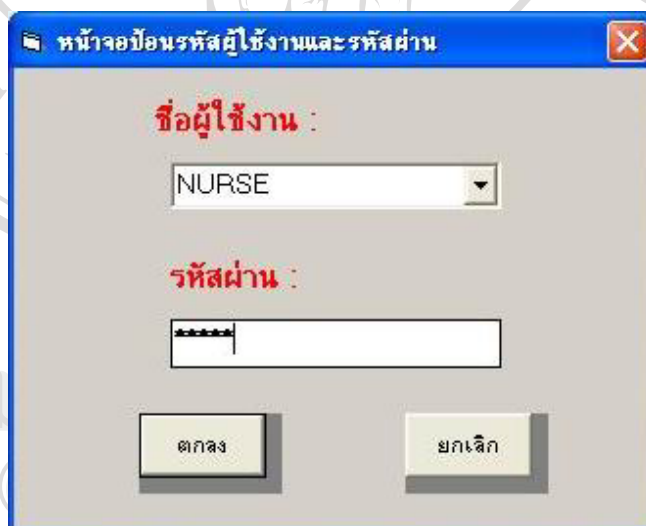 หน้าจอป้อนรหัสผู้ใช้งานและรหัสผ่าน
ชื่อผู้ใช้งาน :
NURSE
รหัสผ่าน :
*****
ตกลง
ยกเลิก